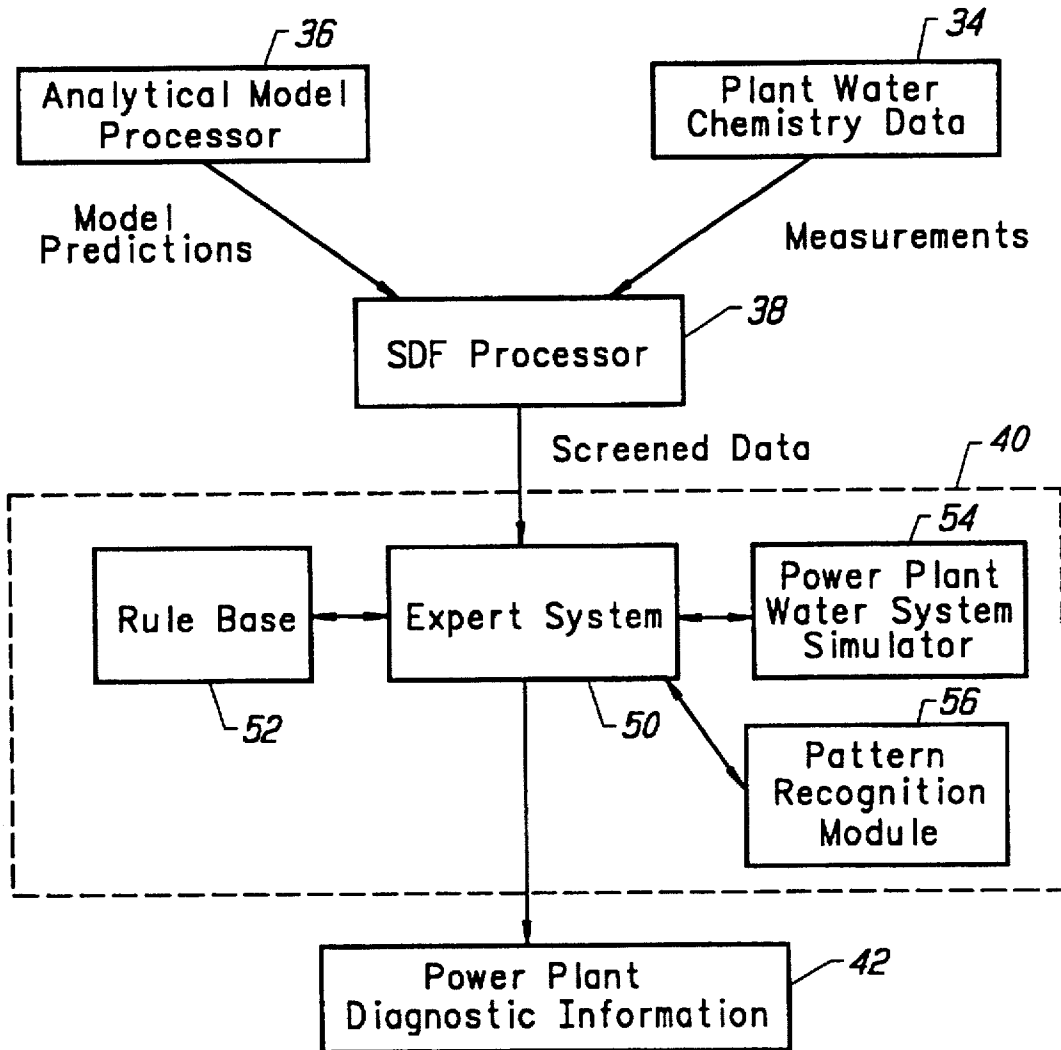 36
34
Analytical Model
Processor
Plant Water
Chemistry Data
Model
Predictions
Measurements
38
SDF Processor
Screened Data
40
54
Rule Base
Expert System
Power Plant
Water System
Simulator
52
50
56
Pattern
Recognition
Module
42
Power Plant
Diagnostic Information